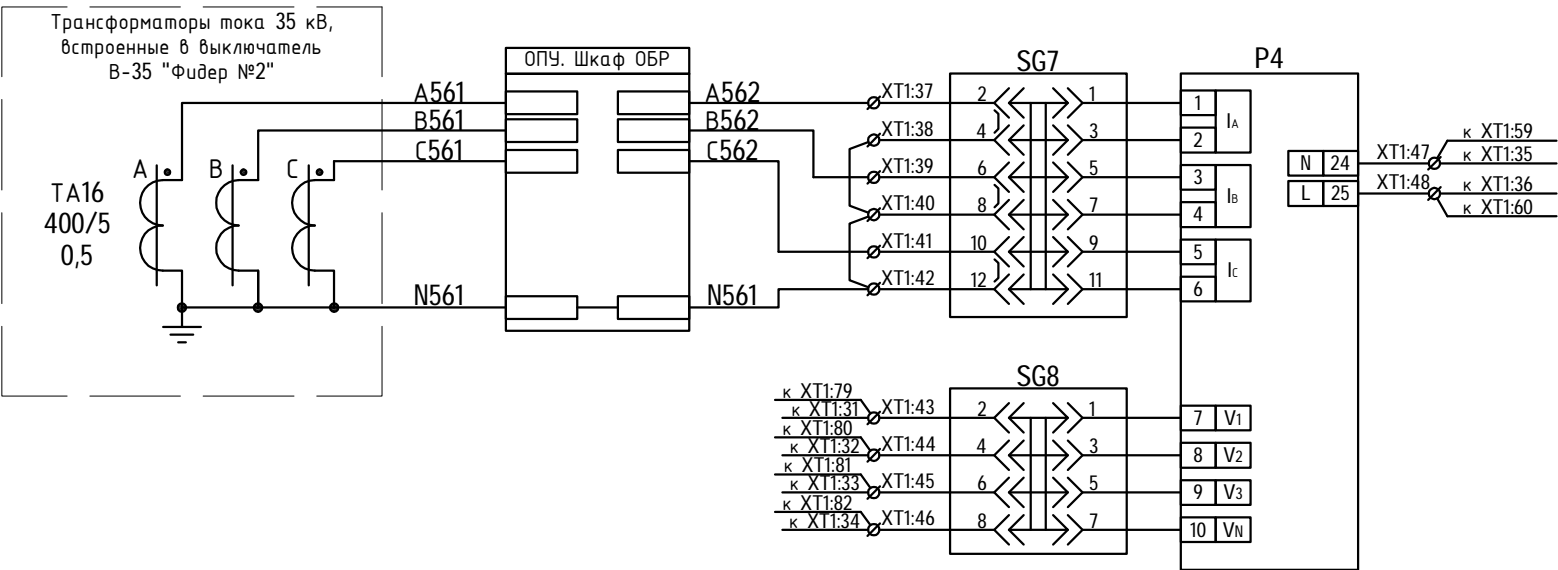 Трансформаторы тока 35 кВ,
встроенные в выключатель
В-35 "Фидер №2"
A B C
ТА16
400/5
0,5
A561
B561
C561
N561
ОПУ. Шкаф ОБР
A562
B562
C562
N561
XT1:37
XT1:38
XT1:39
XT1:40
XT1:41
XT1:42
SG7
2 1
4 3
6 5
8 7
10 9
12 11
P4
1 IA
2
3 IB
4
5 IC
6
N 24
L 25
XT1:47
XT1:48
к XT1:59
к XT1:35
к XT1:36
к XT1:60
к XT1:79
к XT1:31
к XT1:80
к XT1:32
к XT1:81
к XT1:33
к XT1:82
к XT1:34
XT1:43
XT1:44
XT1:45
XT1:46
SG8
2 1
4 3
6 5
8 7
7 V1
8 V2
9 V3
10 VN